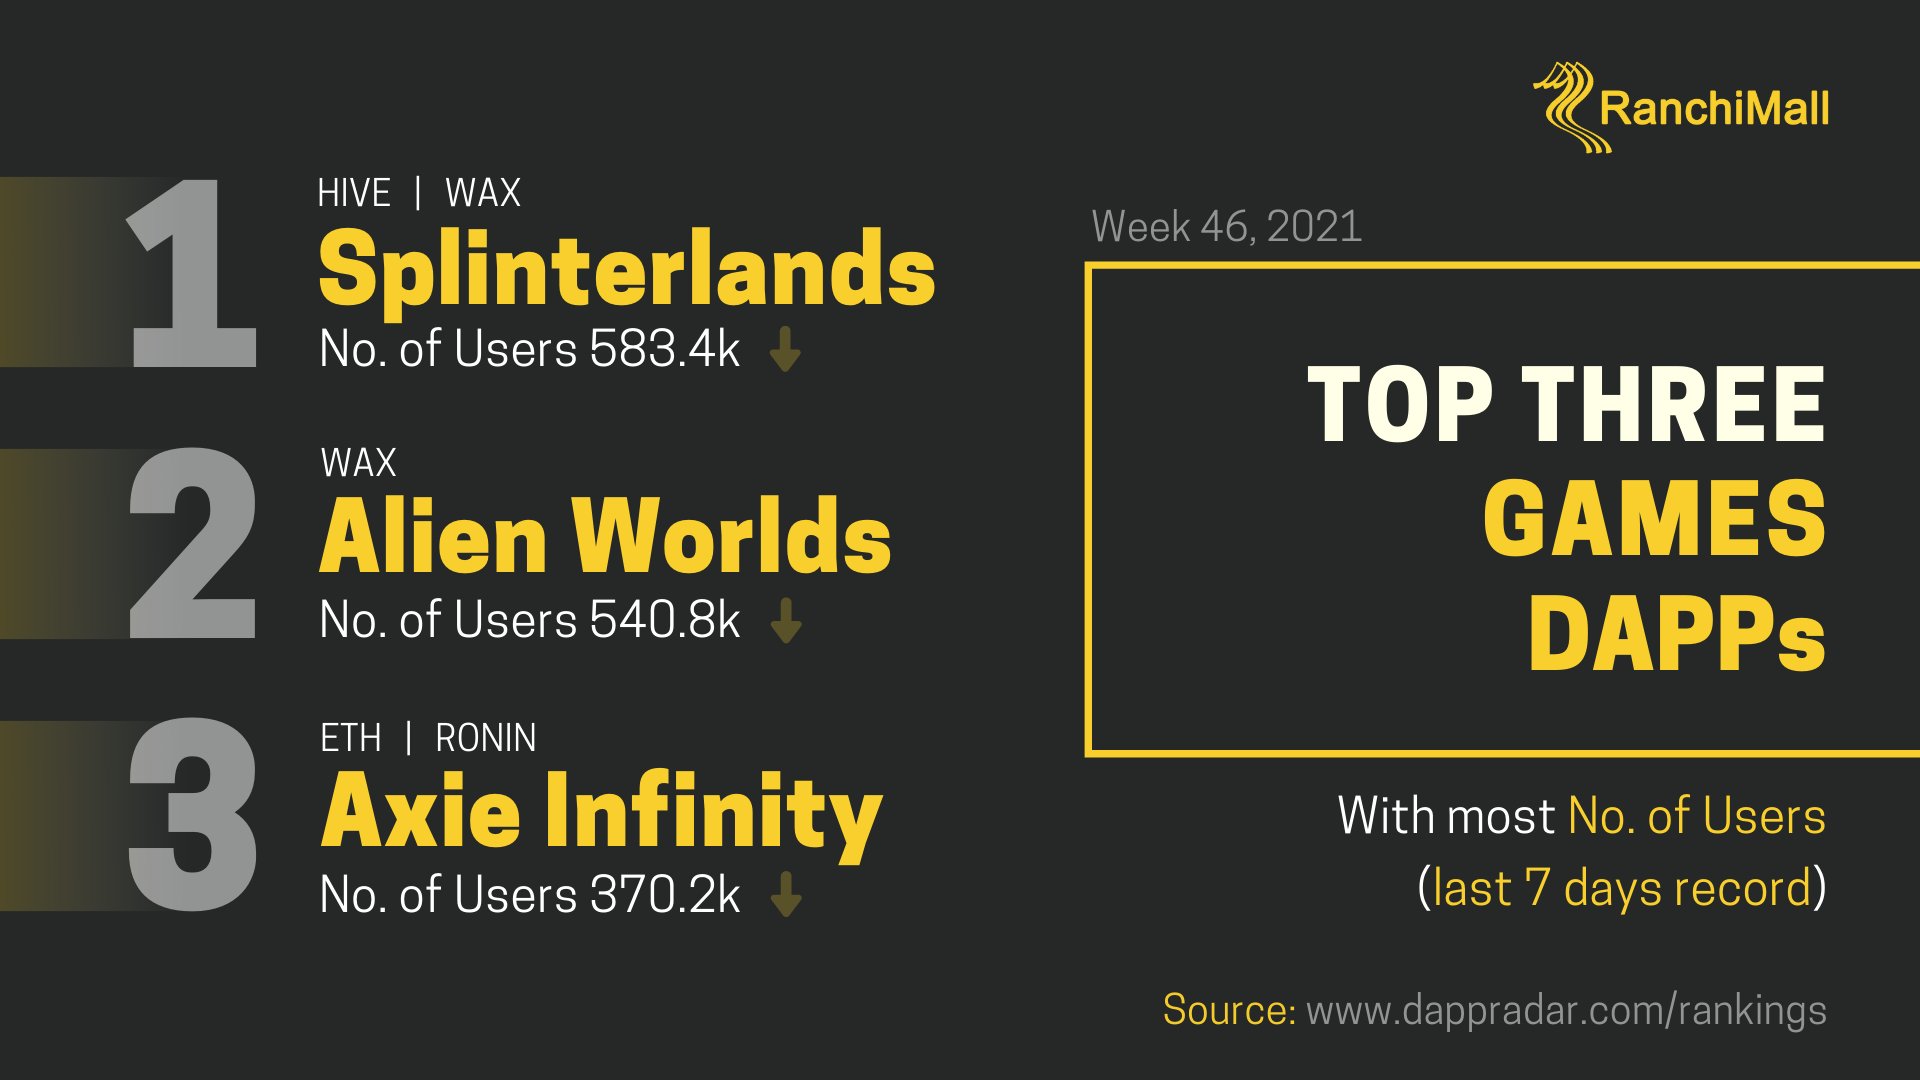 RanchiMall
1
HIVE | WAX
Splinterlands
No. of Users 583.4k
2
WAX
Alien Worlds
No. of Users 540.8k
3
ETH | RONIN
Axie Infinity
No. of Users 370.2k
Week 46, 2021
TOP THREE
GAMES
DAPPs
With most No. of Users
(last 7 days record)
Source: www.dappradar.com/rankings